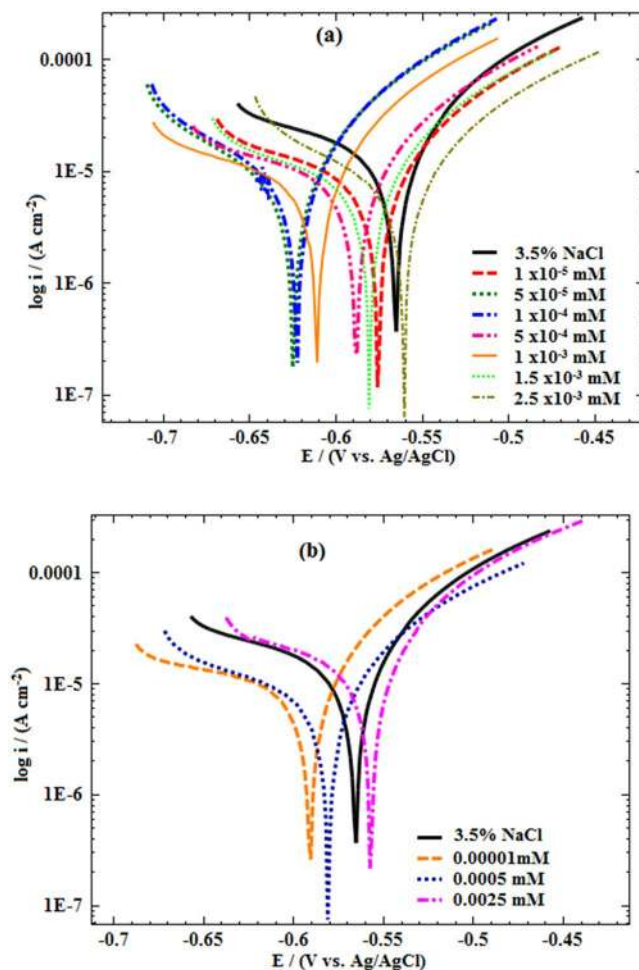 (a)
0.0001
1E-5
1E-6
1E-7
log i / (A cm⁻²)
3.5% NaCl
1 x10⁻⁵ mM
5 x10⁻⁵ mM
1 x10⁻⁴ mM
5 x10⁻⁴ mM
1 x10⁻³ mM
1.5 x10⁻³ mM
2.5 x10⁻³ mM
-0.7 -0.65 -0.6 -0.55 -0.5 -0.45
E / (V vs. Ag/AgCl)
(b)
0.0001
1E-5
1E-6
1E-7
log i / (A cm⁻²)
3.5% NaCl
0.00001mM
0.0005 mM
0.0025 mM
-0.7 -0.65 -0.6 -0.55 -0.5 -0.45
E / (V vs. Ag/AgCl)